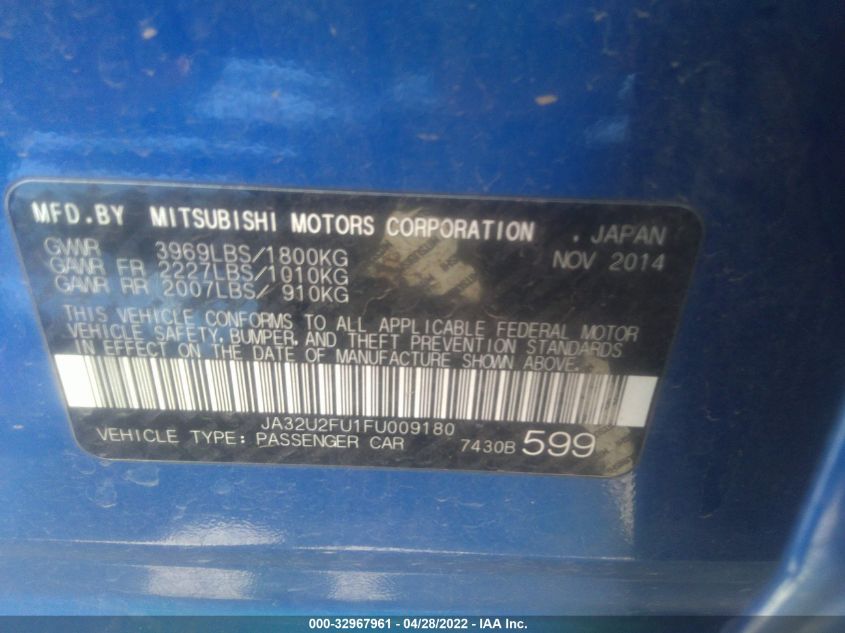 MFD.BY MITSUBISHI MOTORS CORPORATION . JAPAN
GVWR 3969LBS/1800KG NOV 2014
GAWR FR 2227LBS/1010KG
GAWR RR 2007LBS/ 910KG
THIS VEHICLE CONFORMS TO ALL APPLICABLE FEDERAL MOTOR
VEHICLE SAFETY, BUMPER, AND THEFT PREVENTION STANDARDS
IN EFFECT ON THE DATE OF MANUFACTURE SHOWN ABOVE.
JA32U2FU1FU009180
VEHICLE TYPE: PASSENGER CAR 7430B 599
000-32967961 - 04/28/2022 - IAA Inc.